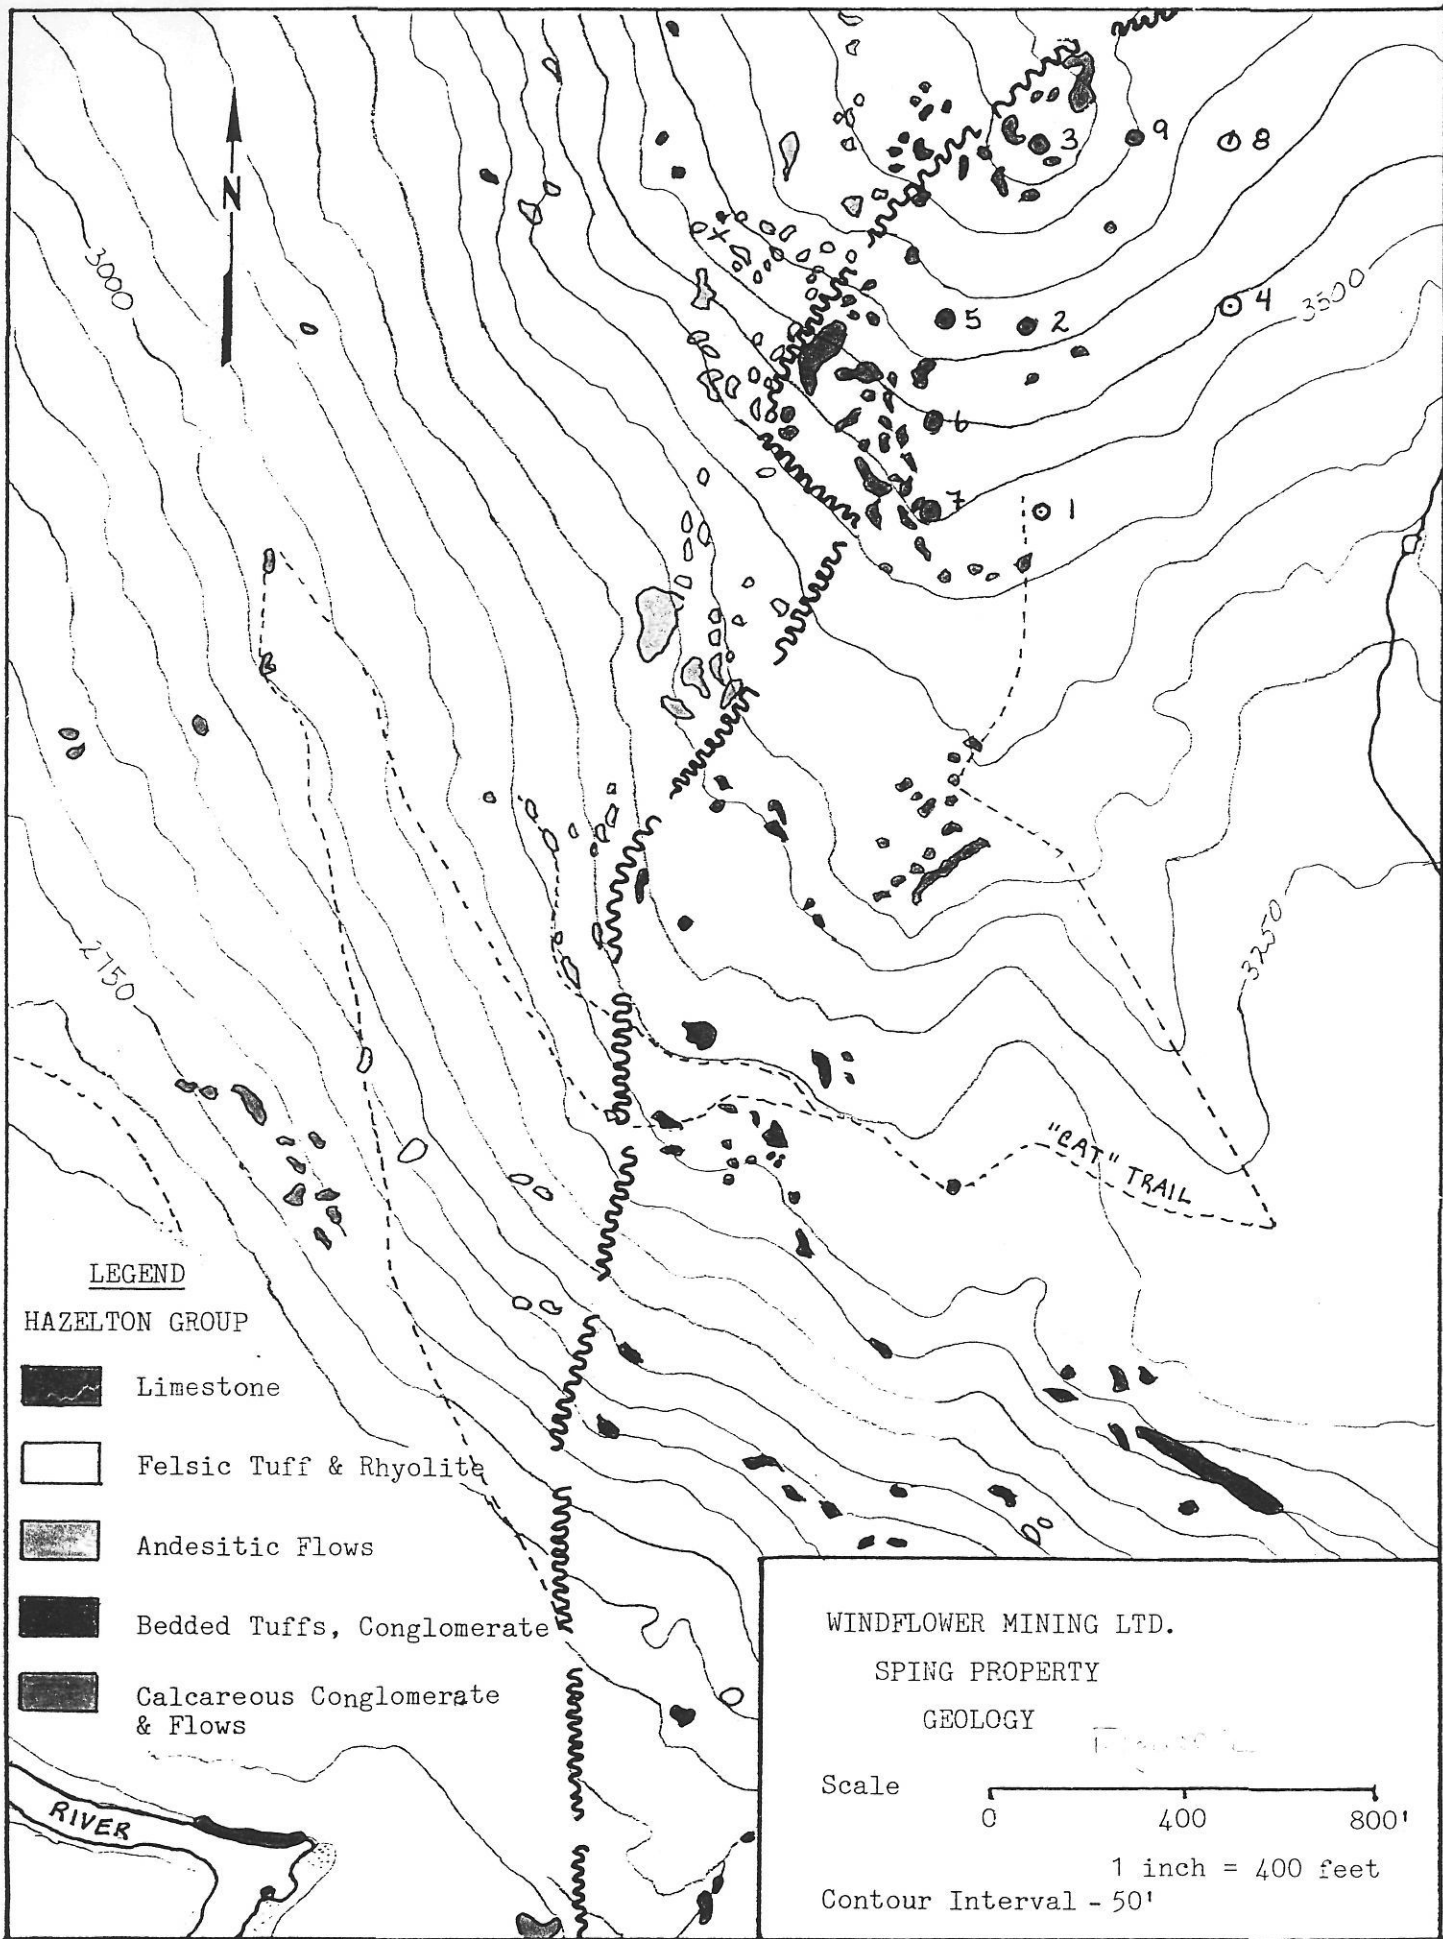 N
3
9
8
3000
4
3500
5
2
6
7
1
2750
3250
"CAT" TRAIL
LEGEND
HAZELTON GROUP
Limestone
Felsic Tuff & Rhyolite
Andesitic Flows
Bedded Tuffs, Conglomerate
Calcareous Conglomerate
& Flows
RIVER
WINDFLOWER MINING LTD.
SPING PROPERTY
GEOLOGY
Scale
0 400 800'
1 inch = 400 feet
Contour Interval - 50'